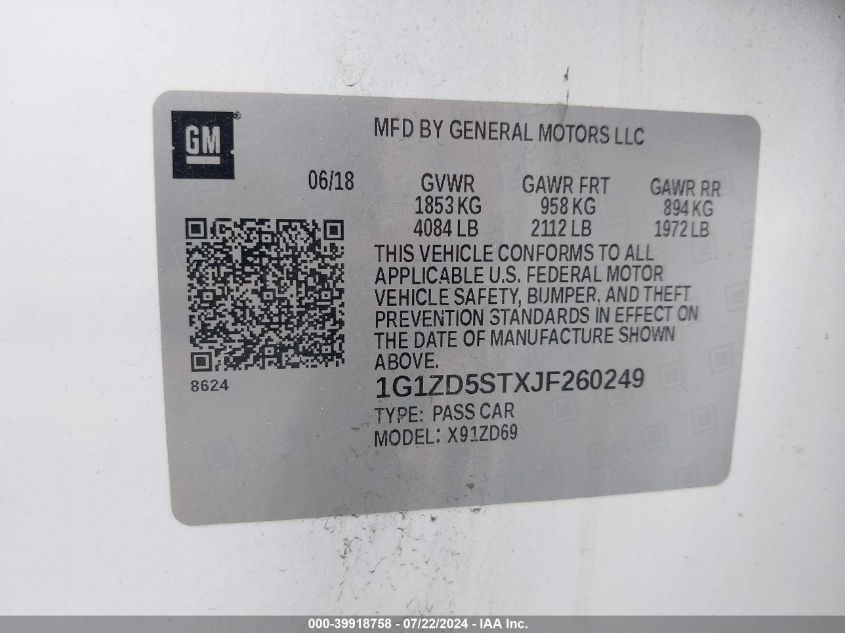 GM
MFD BY GENERAL MOTORS LLC
06/18
GVWR GAWR FRT GAWR RR
1853 KG 958 KG 894 KG
4084 LB 2112 LB 1972 LB
THIS VEHICLE CONFORMS TO ALL
APPLICABLE U.S. FEDERAL MOTOR
VEHICLE SAFETY, BUMPER, AND THEFT
PREVENTION STANDARDS IN EFFECT ON
THE DATE OF MANUFACTURE SHOWN
ABOVE.
8624
1G1ZD5STXJF260249
TYPE: PASS CAR
MODEL: X91ZD69
000-39918758 - 07/22/2024 - IAA Inc.